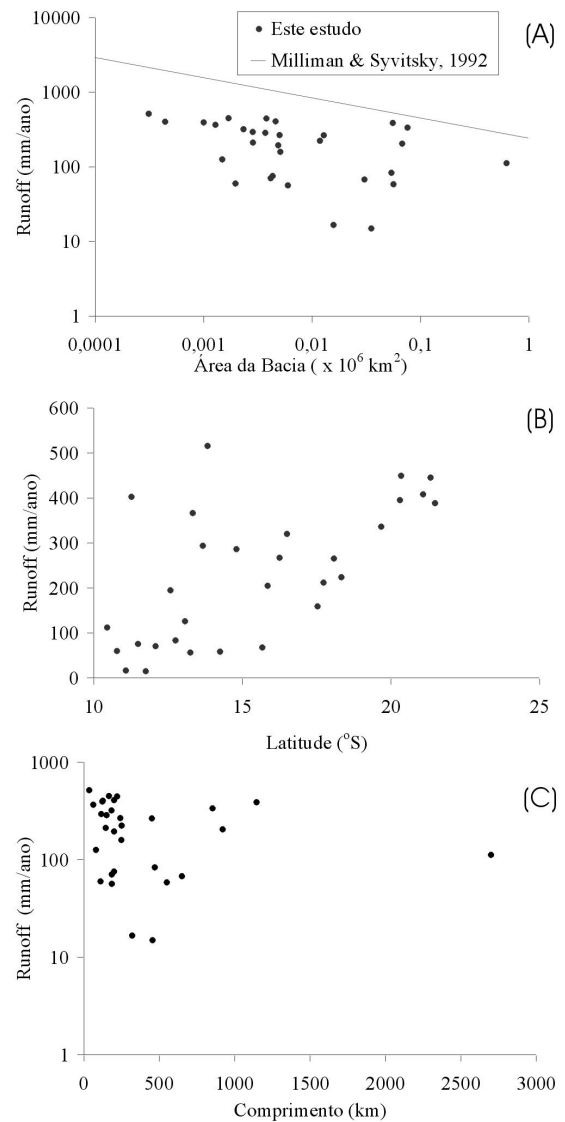 (A)
Este estudo
Milliman & Syvitsky, 1992
10000
1000
100
10
1
Runoff (mm/ano)
0,0001 0,001 0,01 0,1 1
Área da Bacia ( x 10⁶ km²)
(B)
600
500
400
300
200
100
0
Runoff (mm/ano)
10 15 20 25
Latitude (°S)
(C)
1000
100
10
1
Runoff (mm/ano)
0 500 1000 1500 2000 2500 3000
Comprimento (km)